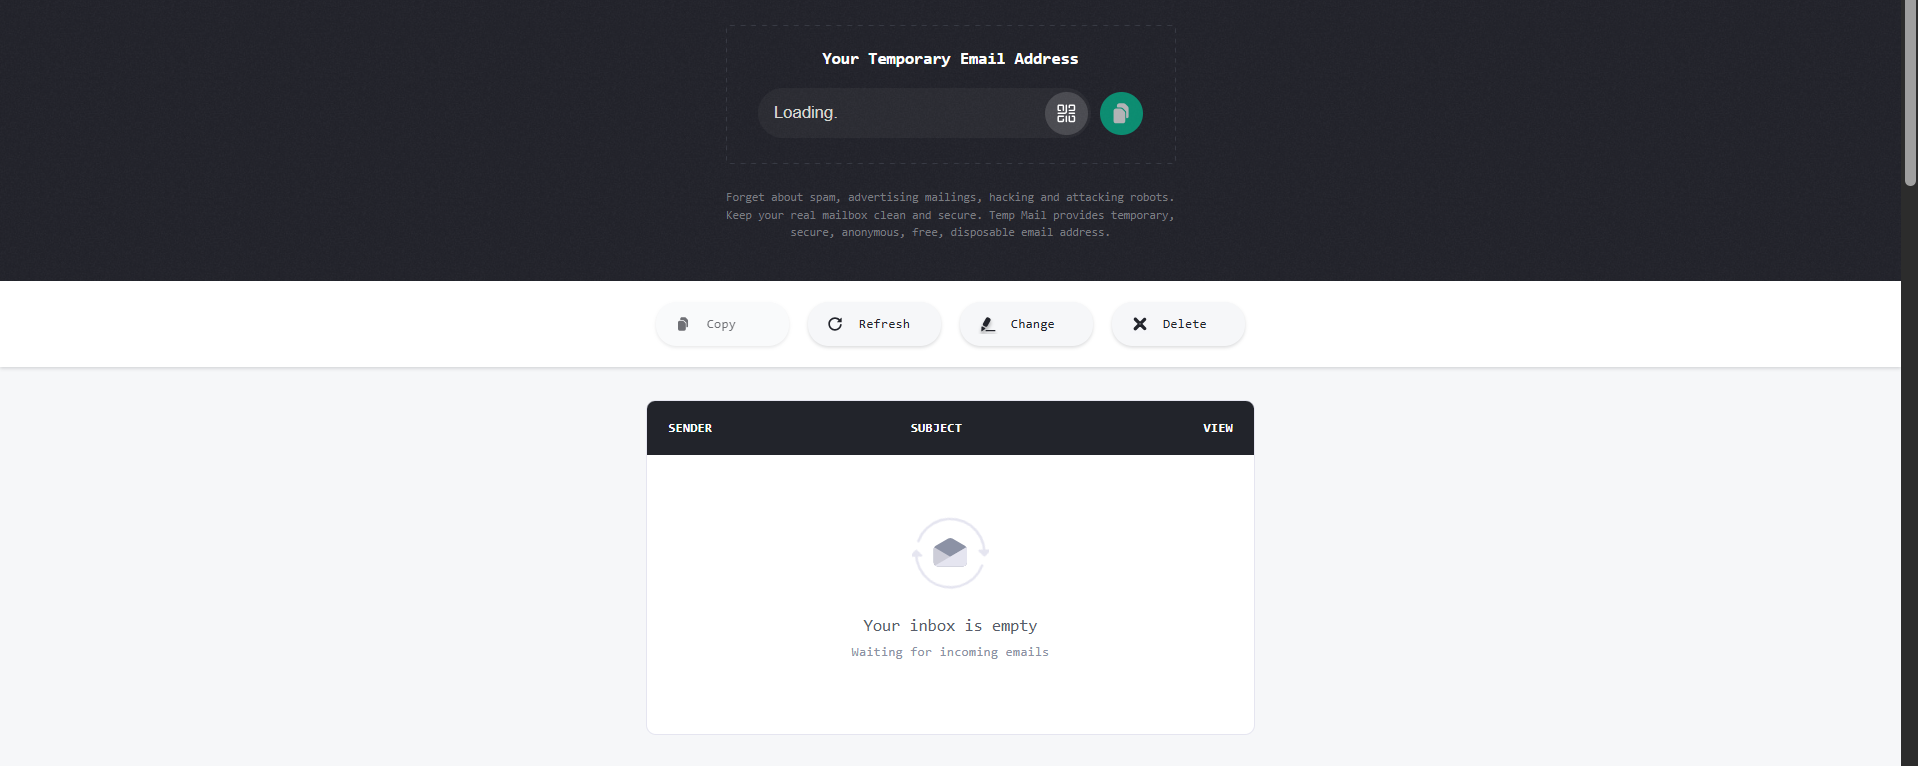 Your Temporary Email Address
Loading.
Forget about spam, advertising mailings, hacking and attacking robots.
Keep your real mailbox clean and secure. Temp Mail provides temporary,
secure, anonymous, free, disposable email address.
Copy
Refresh
Change
Delete
SENDER
SUBJECT
VIEW
Your inbox is empty
Waiting for incoming emails